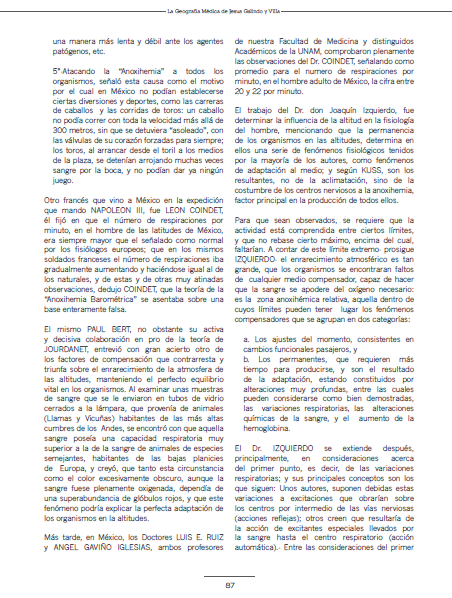 La Geografía Médica de Jesus Galindo y Villa
una manera más lenta y débil ante los agentes
patógenos, etc.
5°-Atacando la "Anoxihemia" a todos los
organismos, señaló esta causa como el motivo
por el cual en México no podían establecerse
ciertas diversiones y deportes, como las carreras
de caballos y las corridas de toros: un caballo
no podía correr con toda la velocidad más allá de
300 metros, sin que se detuviera "asoleado", con
las válvulas de su corazón forzadas para siempre;
los toros, al arrancar desde el toril a los medios
de la plaza, se detenían arrojando muchas veces
sangre por la boca, y no podían dar ya ningún
juego.
Otro francés que vino a México en la expedición
que mando NAPOLEON III, fue LEON COINDET,
él fijó en que el número de respiraciones por
minuto, en el hombre de las latitudes de México,
era siempre mayor que el señalado como normal
por los fisiólogos europeos; que en los mismos
soldados franceses el número de respiraciones iba
gradualmente aumentando y haciéndose igual al de
los naturales, y de estas y de otras muy atinadas
observaciones, dedujo COINDET, que la teoría de la
"Anoxihemia Barométrica" se asentaba sobre una
base enteramente falsa.
El mismo PAUL BERT, no obstante su activa
y decisiva colaboración en pro de la teoría de
JOURDANET, entrevió con gran acierto otro de
los factores de compensación que contrarresta y
triunfa sobre el enrarecimiento de la atmosfera de
las altitudes, manteniendo el perfecto equilibrio
vital en los organismos. Al examinar unas muestras
de sangre que se le enviaron en tubos de vidrio
cerrados a la lámpara, que provenía de animales
(Llamas y Vicuñas) habitantes de las más altas
cumbres de los Andes, se encontró con que aquella
sangre poseía una capacidad respiratoria muy
superior a la de la sangre de animales de especies
semejantes, habitantes de las bajas planicies
de Europa, y creyó, que tanto esta circunstancia
como el color excesivamente obscuro, aunque la
sangre fuese plenamente oxigenada, dependía de
una superabundancia de glóbulos rojos, y que este
fenómeno podría explicar la perfecta adaptación de
los organismos en la altitudes.
Más tarde, en México, los Doctores LUIS E. RUIZ
y ANGEL GAVIÑO IGLESIAS, ambos profesores
de nuestra Facultad de Medicina y distinguidos
Académicos de la UNAM, comprobaron plenamente
las observaciones del Dr. COINDET, señalando como
promedio para el numero de respiraciones por
minuto, en el hombre adulto de México, la cifra entre
20 y 22 por minuto.
El trabajo del Dr. don Joaquín Izquierdo, fue
determinar la influencia de la altitud en la fisiología
del hombre, mencionando que la permanencia
de los organismos en las altitudes, determina en
ellos una serie de fenómenos fisiológicos tenidos
por la mayoría de los autores, como fenómenos
de adaptación al medio; y según KUSS, son los
resultantes, no de la aclimatación, sino de la
costumbre de los centros nerviosos a la anoxihemia,
factor principal en la producción de todos ellos.
Para que sean observados, se requiere que la
actividad está comprendida entre ciertos límites,
y que no rebase cierto máximo, encima del cual,
faltarían. A contar de este límite extremo- prosigue
IZQUIERDO- el enrarecimiento atmosférico es tan
grande, que los organismos se encontraran faltos
de cualquier medio compensador, capaz de hacer
que la sangre se apodere del oxígeno necesario:
es la zona anoxihémica relativa, aquella dentro de
cuyos límites pueden tener lugar los fenómenos
compensadores que se agrupan en dos categorías:
a. Los ajustes del momento, consistentes en
cambios funcionales pasajeros, y
b. Los permanentes, que requieren más
tiempo para producirse, y son el resultado
de la adaptación, estando constituidos por
alteraciones muy profundas, entre las cuales
pueden considerarse como bien demostradas,
las variaciones respiratorias, las alteraciones
químicas de la sangre, y el aumento de la
hemoglobina.
El Dr. IZQUIERDO se extiende después,
principalmente, en consideraciones acerca
del primer punto, es decir, de las variaciones
respiratorias; y sus principales conceptos son los
que siguen: Unos autores, suponen debidas estas
variaciones a excitaciones que obrarían sobre
los centros por intermedio de las vías nerviosas
(acciones reflejas); otros creen que resultaría de
la acción de excitantes especiales llevados por
la sangre hasta el centro respiratorio (acción
automática).- Entre las consideraciones del primer
87